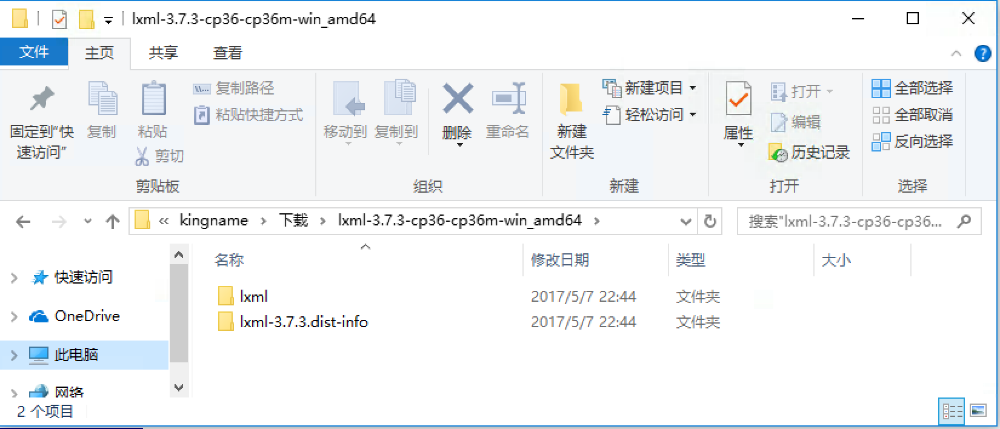 lxml-3.7.3-cp36-cp36m-win_amd64
文件 主页 共享 查看
固定到“快
速访问”
复制
粘贴
剪切
复制路径
粘贴快捷方式
剪贴板
移动到
复制到
删除
重命名
组织
新建
文件夹
新建项目
轻松访问
新建
属性
打开
编辑
历史记录
打开
全部选择
全部取消
反向选择
选择
« kingname › 下载 › lxml-3.7.3-cp36-cp36m-win_amd64 ›
搜索"lxml-3.7.3-cp36-cp36...
快速访问
OneDrive
此电脑
网络
名称 修改日期 类型 大小
lxml 2017/5/7 22:44 文件夹
lxml-3.7.3.dist-info 2017/5/7 22:44 文件夹
2 个项目